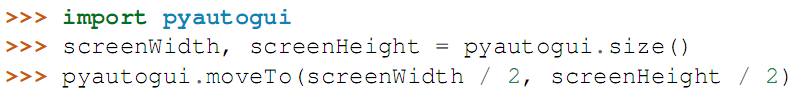 >>> import pyautogui
>>> screenWidth, screenHeight = pyautogui.size()
>>> pyautogui.moveTo(screenWidth / 2, screenHeight / 2)